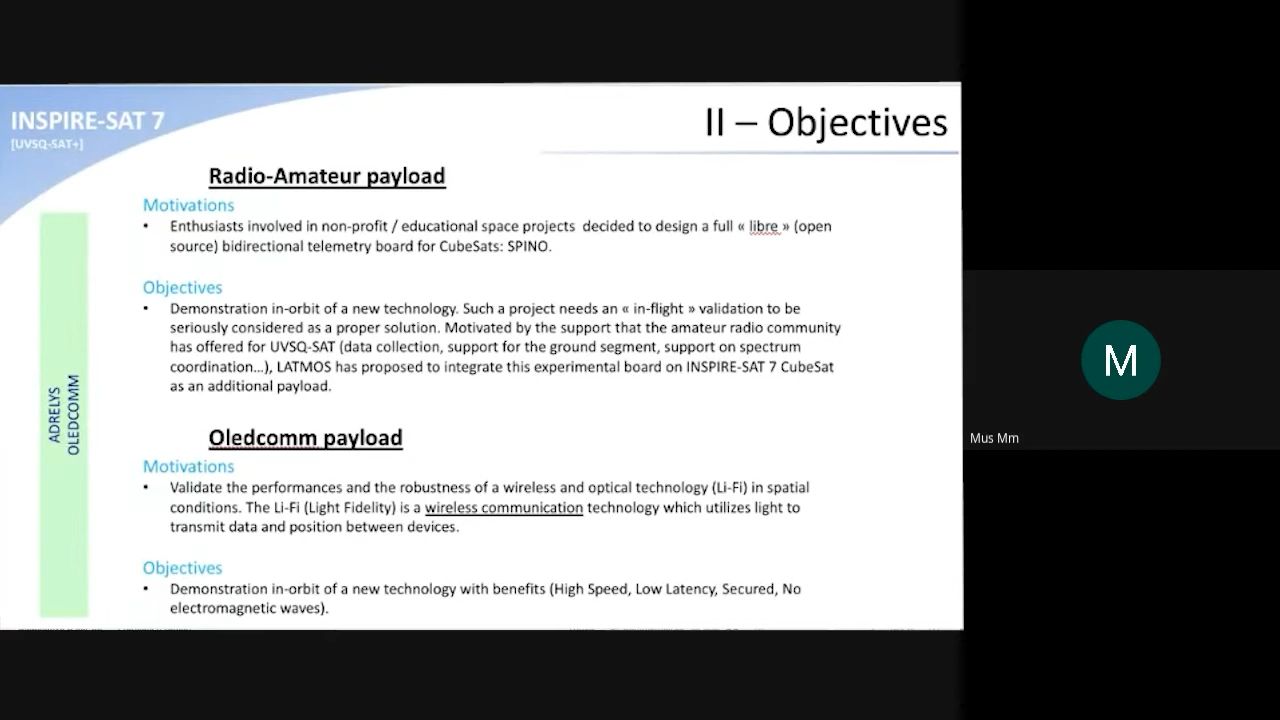 INSPIRE-SAT 7
[UVSQ-SAT+]
II – Objectives
Radio-Amateur payload
Motivations
• Enthusiasts involved in non-profit / educational space projects decided to design a full « libre » (open
source) bidirectional telemetry board for CubeSats: SPINO.
Objectives
• Demonstration in-orbit of a new technology. Such a project needs an « in-flight » validation to be
seriously considered as a proper solution. Motivated by the support that the amateur radio community
has offered for UVSQ-SAT (data collection, support for the ground segment, support on spectrum
coordination…), LATMOS has proposed to integrate this experimental board on INSPIRE-SAT 7 CubeSat
as an additional payload.
ADRELYS
OLEDCOMM
Oledcomm payload
Motivations
• Validate the performances and the robustness of a wireless and optical technology (Li-Fi) in spatial
conditions. The Li-Fi (Light Fidelity) is a wireless communication technology which utilizes light to
transmit data and position between devices.
Objectives
• Demonstration in-orbit of a new technology with benefits (High Speed, Low Latency, Secured, No
electromagnetic waves).
M
Mus Mm